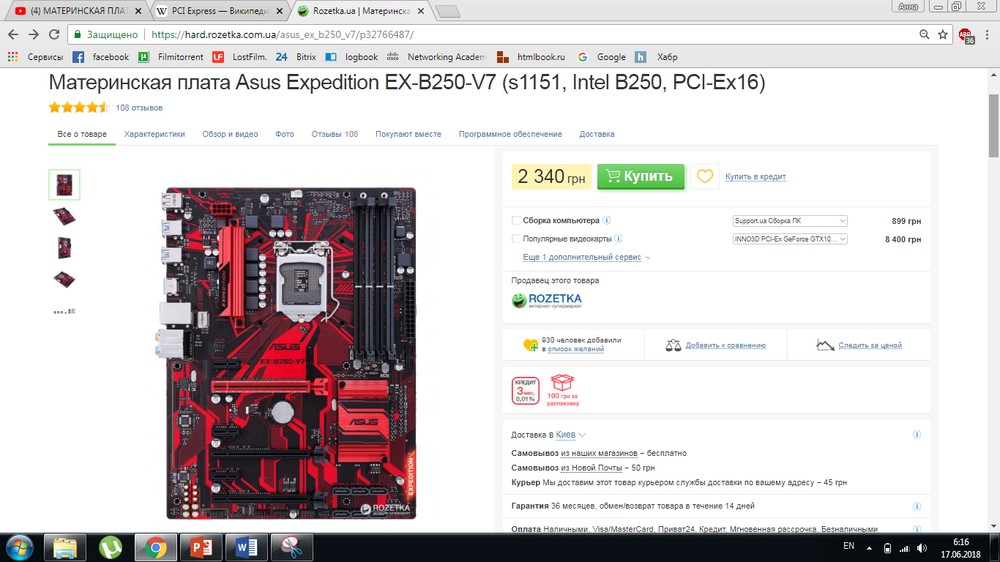 (4) МАТЕРИНСКАЯ ПЛАТ
PCI Express — Википеди
Rozetka.ua | Материнска
Анна
Защищено
https://hard.rozetka.com.ua/asus_ex_b250_v7/p32766487/
ABP
36
Сервисы
facebook
Filmitorrent
LF LostFilm.
24 Bitrix
logbook
cisco Networking Academ
htmlbook.ru
Google
h Хабр
Материнская плата Asus Expedition EX-B250-V7 (s1151, Intel B250, PCI-Ex16)
108 отзывов
Все о товаре
Характеристики
Обзор и видео
Фото
Отзывы 108
Покупают вместе
Программное обеспечение
Доставка
2 340 грн
Купить
Купить в кредит
Сборка компьютера
Support.ua Сборка ПК
899 грн
Популярные видеокарты
INNO3D PCI-Ex GeForce GTX10...
8 400 грн
Еще 1 дополнительный сервис
Продавец этого товара
ROZETKA
интернет-супермаркет
930 человек добавили
в список желаний
Добавить к сравнению
Следить за ценой
КРЕДИТ
3 мес.
0,01%
100 грн за
распаковку
Доставка в Киев
Самовывоз из наших магазинов – бесплатно
Самовывоз из Новой Почты – 50 грн
Курьер Мы доставим этот товар курьером службы доставки по вашему адресу – 45 грн
Гарантия 36 месяцев, обмен/возврат товара в течение 14 дней
Оплата Наличными, Visa/MasterCard, Приват24, Кредит, Мгновенная рассрочка, Безналичными
EXPEDITION
ASUS
EX-B250-V7
ASUS
EXPEDITION
ROZETKA
EN
6:16
17.06.2018